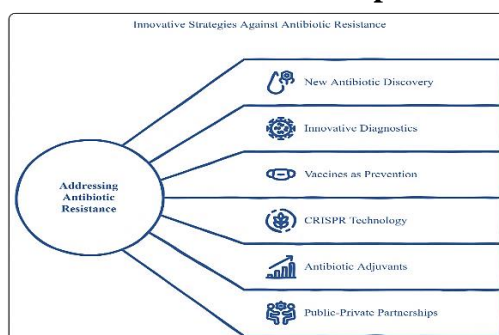 Innovative Strategies Against Antibiotic Resistance
New Antibiotic Discovery
Innovative Diagnostics
Addressing
Antibiotic
Resistance
Vaccines as Prevention
CRISPR Technology
Antibiotic Adjuvants
Public-Private Partnerships